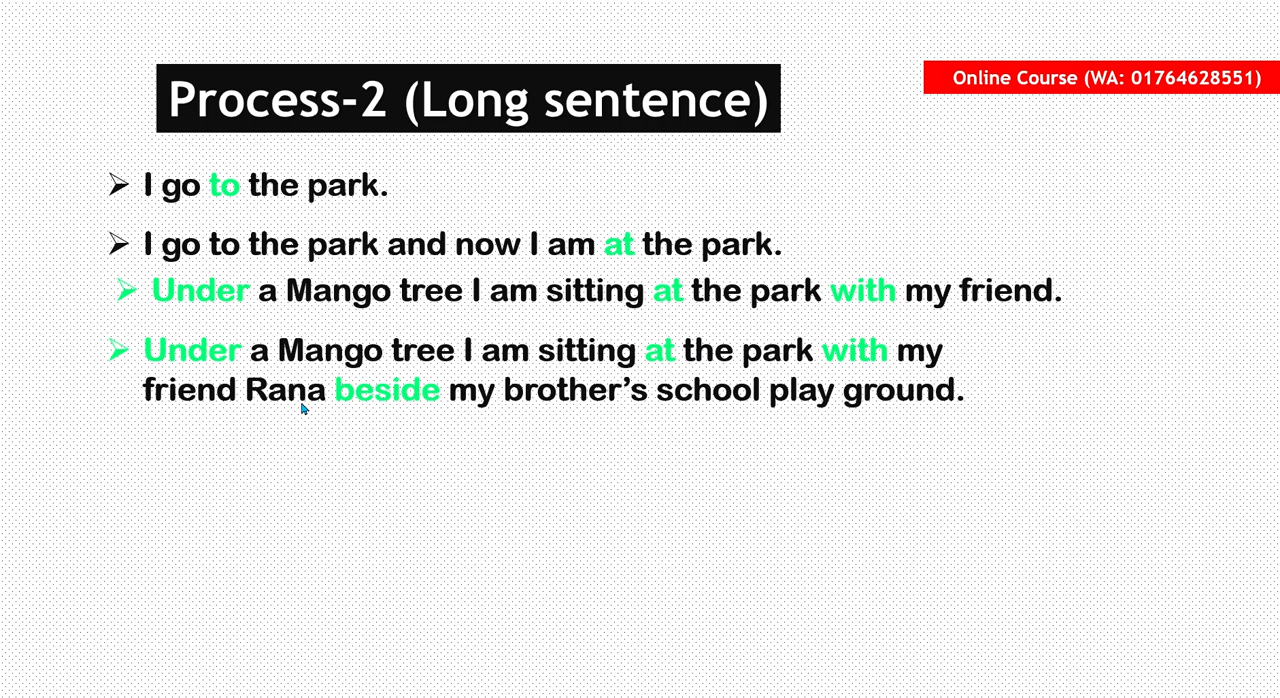 Online Course (WA: 01764628551)
Process-2 (Long sentence)
I go to the park.
I go to the park and now I am at the park.
Under a Mango tree I am sitting at the park with my friend.
Under a Mango tree I am sitting at the park with my
friend Rana beside my brother’s school play ground.